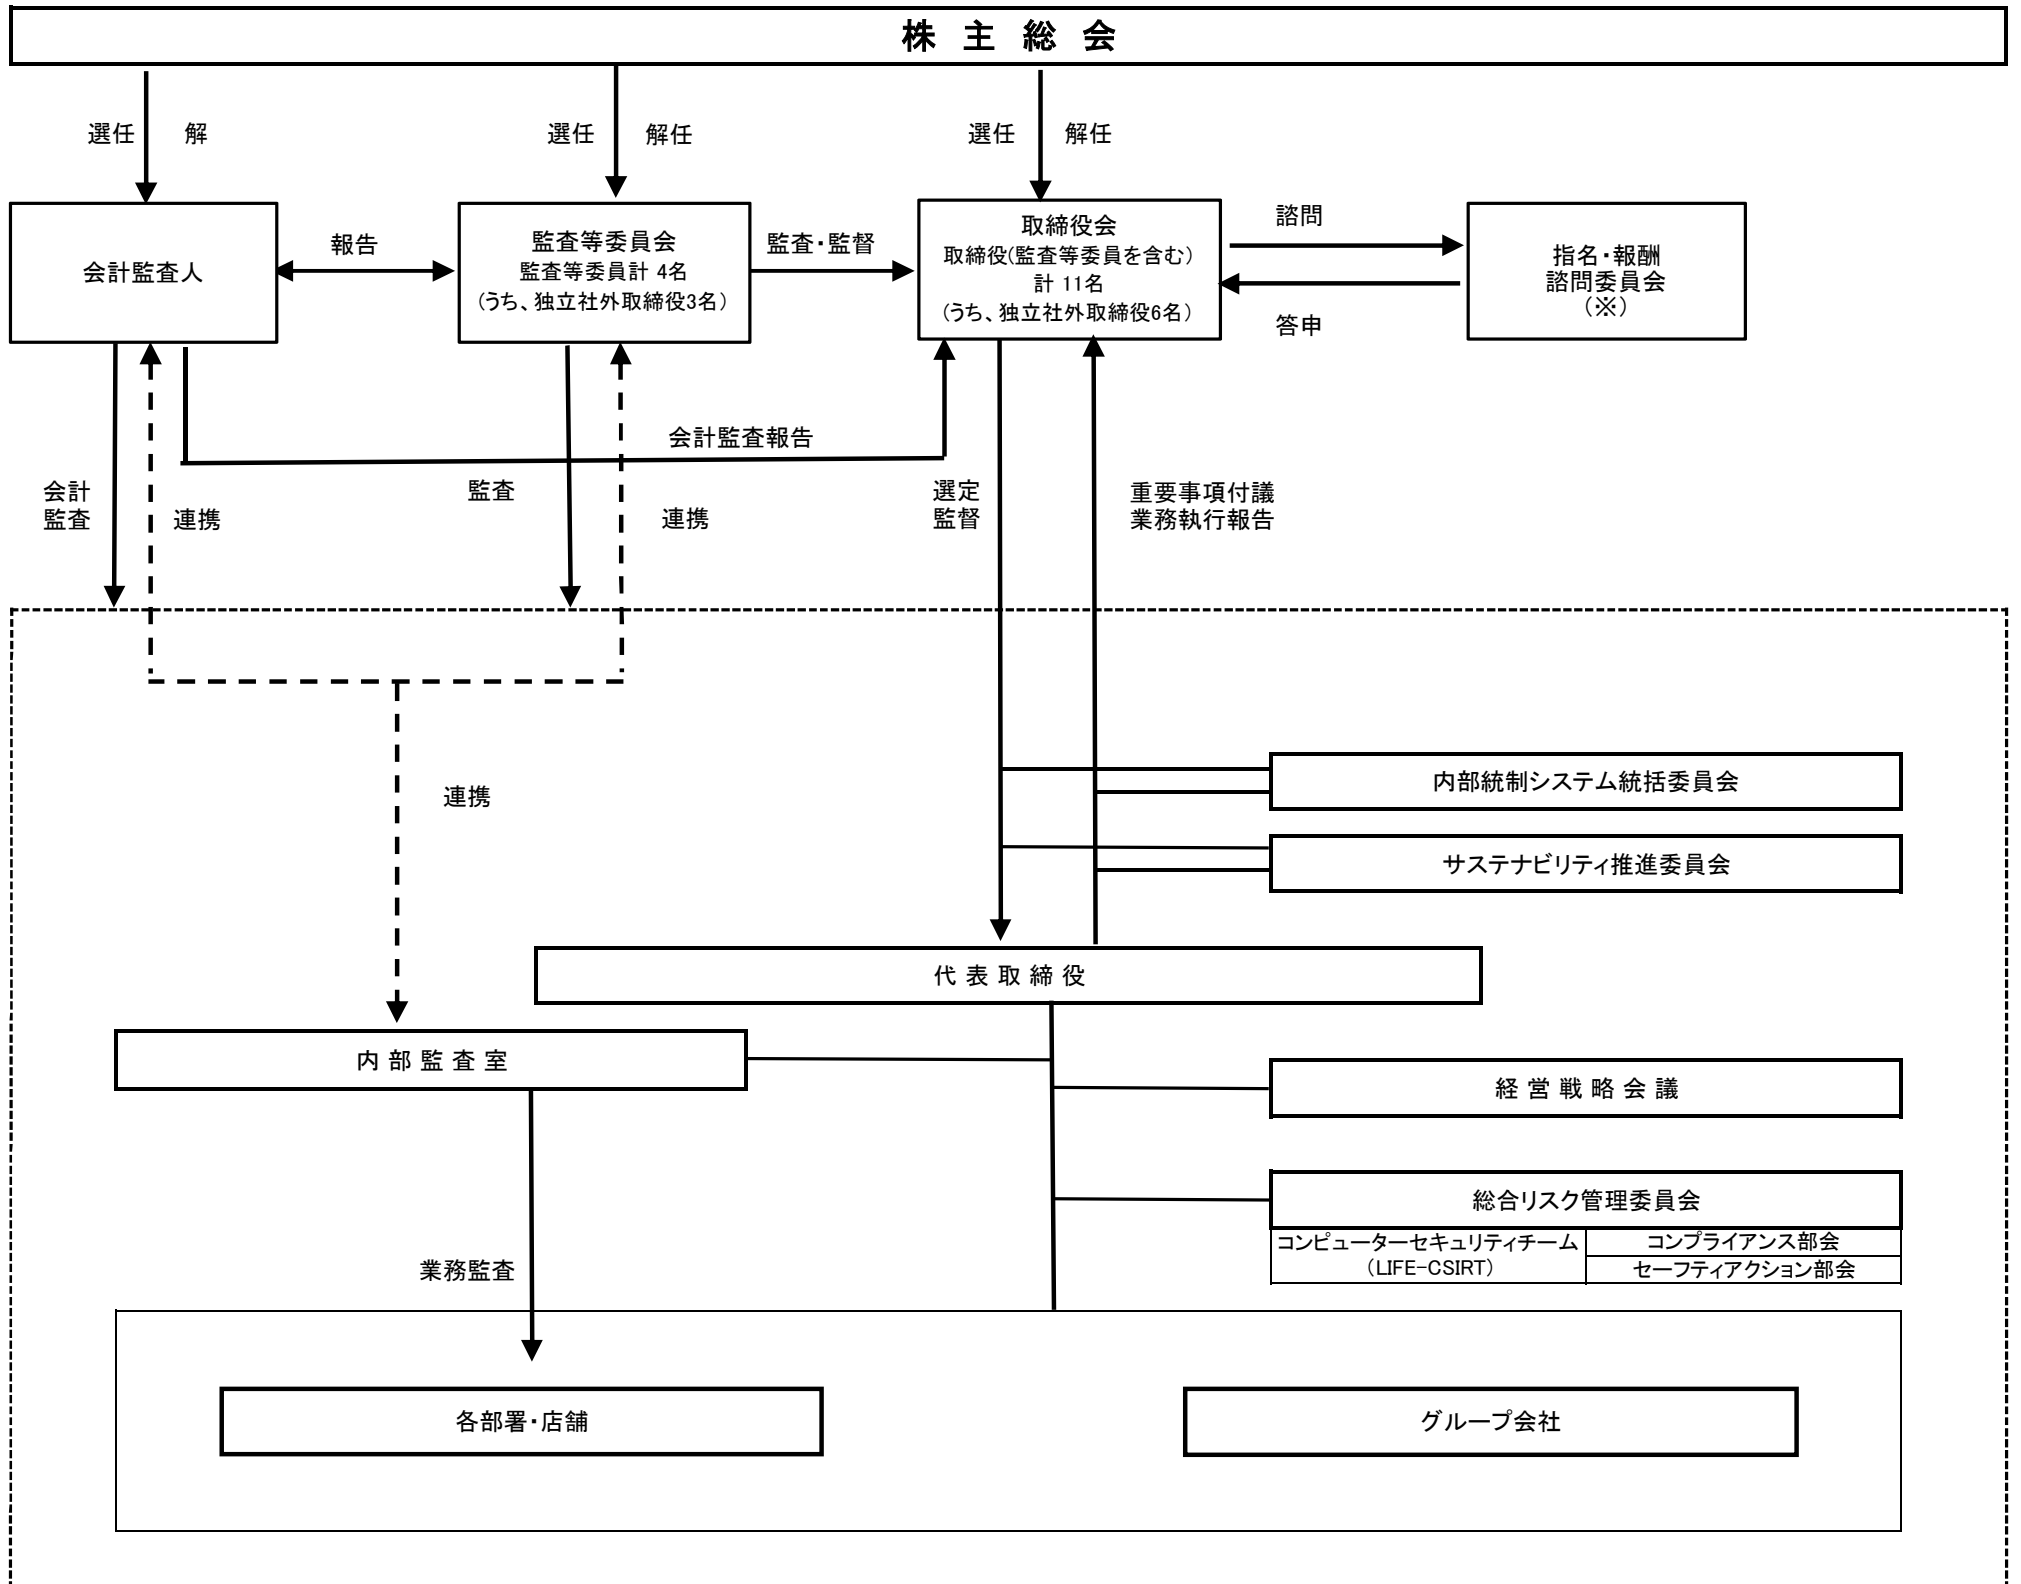 株 主 総 会
選任
解
選任
解任
選任
解任
会計監査人
報告
監査等委員会
監査等委員計 4名
(うち、独立社外取締役3名)
監査・監督
取締役会
取締役(監査等委員を含む)
計 11名
(うち、独立社外取締役6名)
諮問
答申
指名・報酬
諮問委員会
(※)
会計監査報告
会計
監査
連携
監査
連携
選定
監督
重要事項付議
業務執行報告
連携
内部統制システム統括委員会
サステナビリティ推進委員会
代 表 取 締 役
内 部 監 査 室
経 営 戦 略 会 議
総合リスク管理委員会
コンピューターセキュリティチーム
(LIFE-CSIRT)
コンプライアンス部会
セーフティアクション部会
業務監査
各部署・店舗
グループ会社